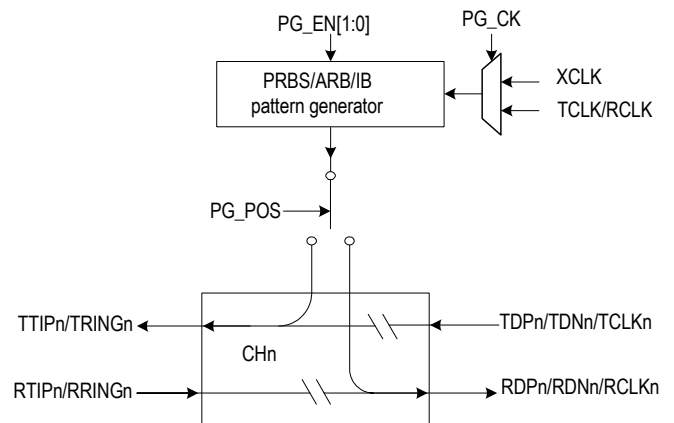 PG_EN[1:0]
PG_CK
PRBS/ARB/IB
pattern generator
XCLK
TCLK/RCLK
PG_POS
TTIPn/TRINGn
TDPn/TDNn/TCLKn
CHn
RTIPn/RRINGn
RDPn/RDNn/RCLKn